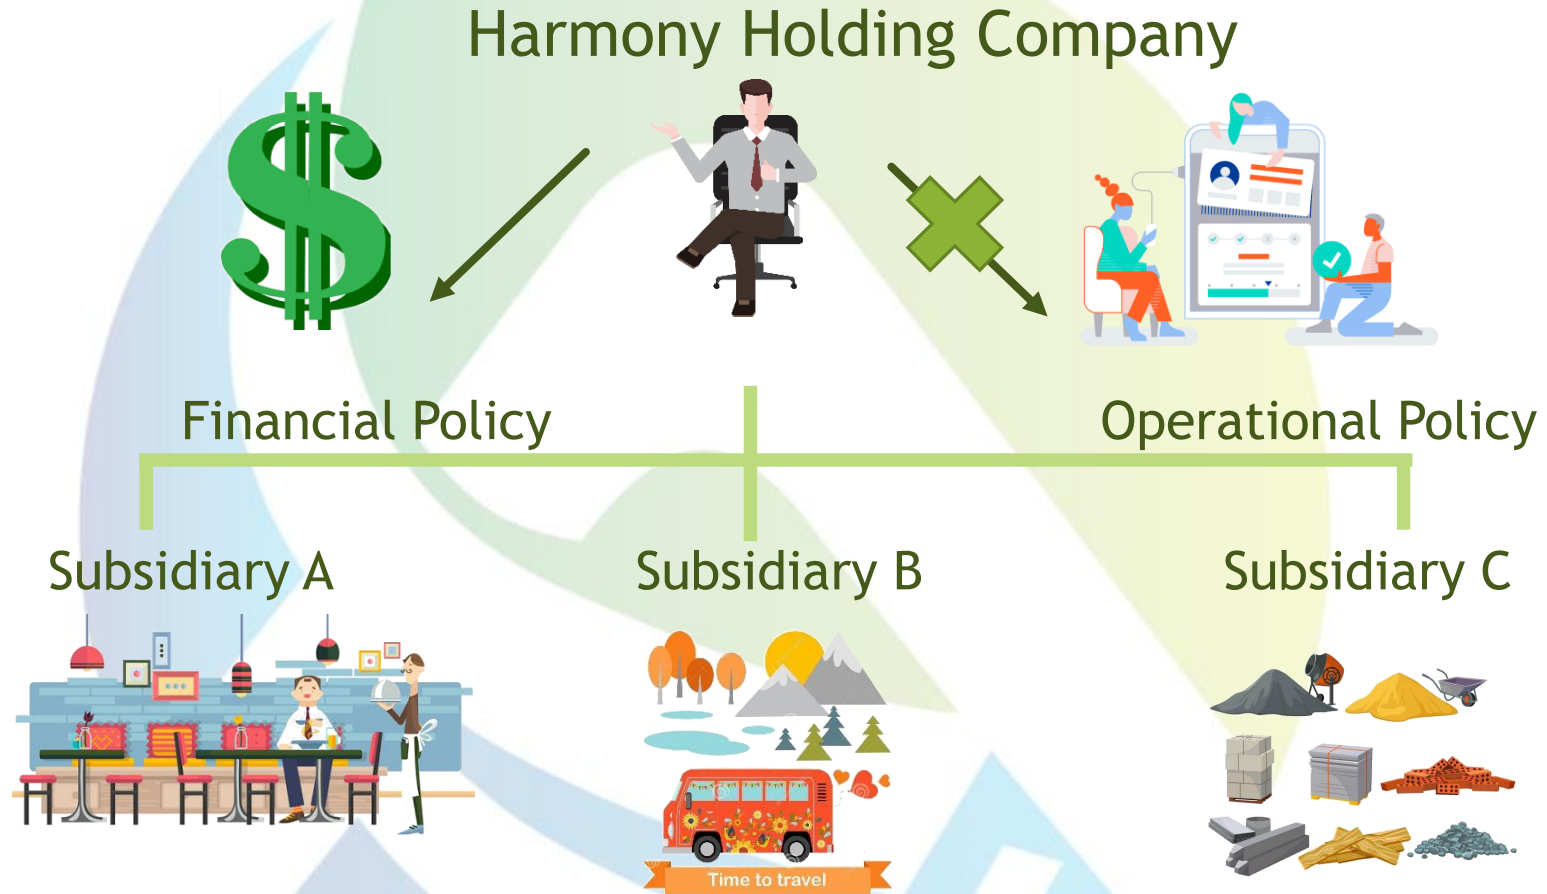 Harmony Holding Company
Financial Policy
Operational Policy
Subsidiary A
Subsidiary B
Subsidiary C
Time to travel